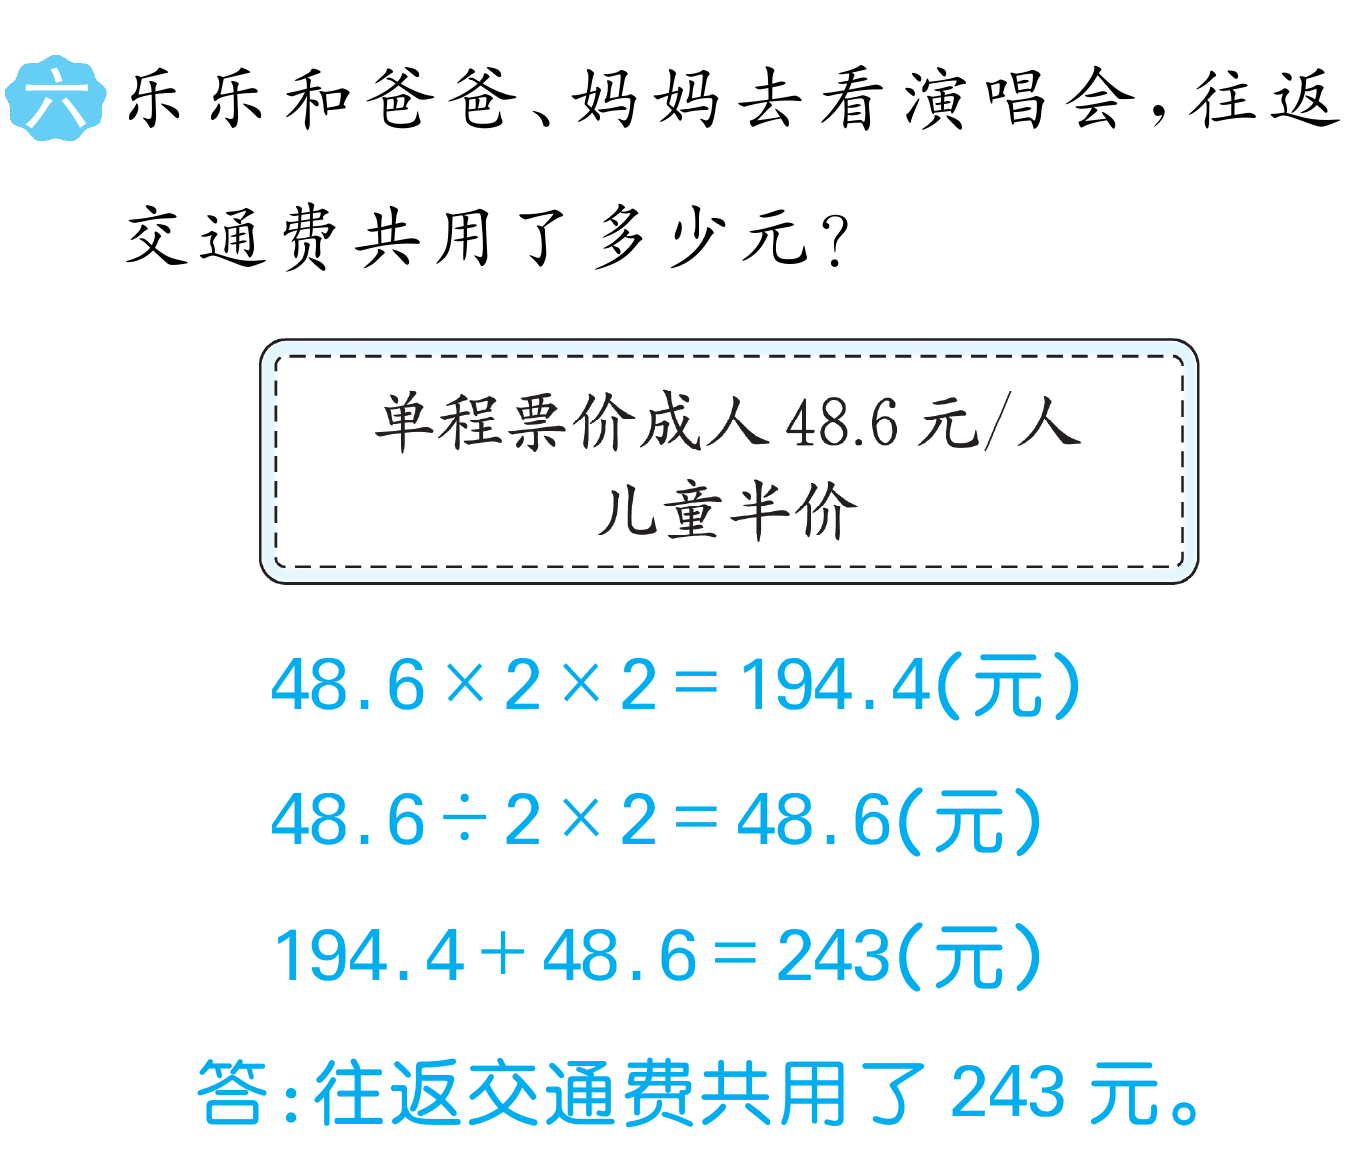 六 乐乐和爸爸、妈妈去看演唱会,往返
交通费共用了多少元?
单程票价成人 48.6 元/人
儿童半价
48.6×2×2=194.4(元)
48.6÷2×2=48.6(元)
194.4+48.6=243(元)
答:往返交通费共用了 243 元。